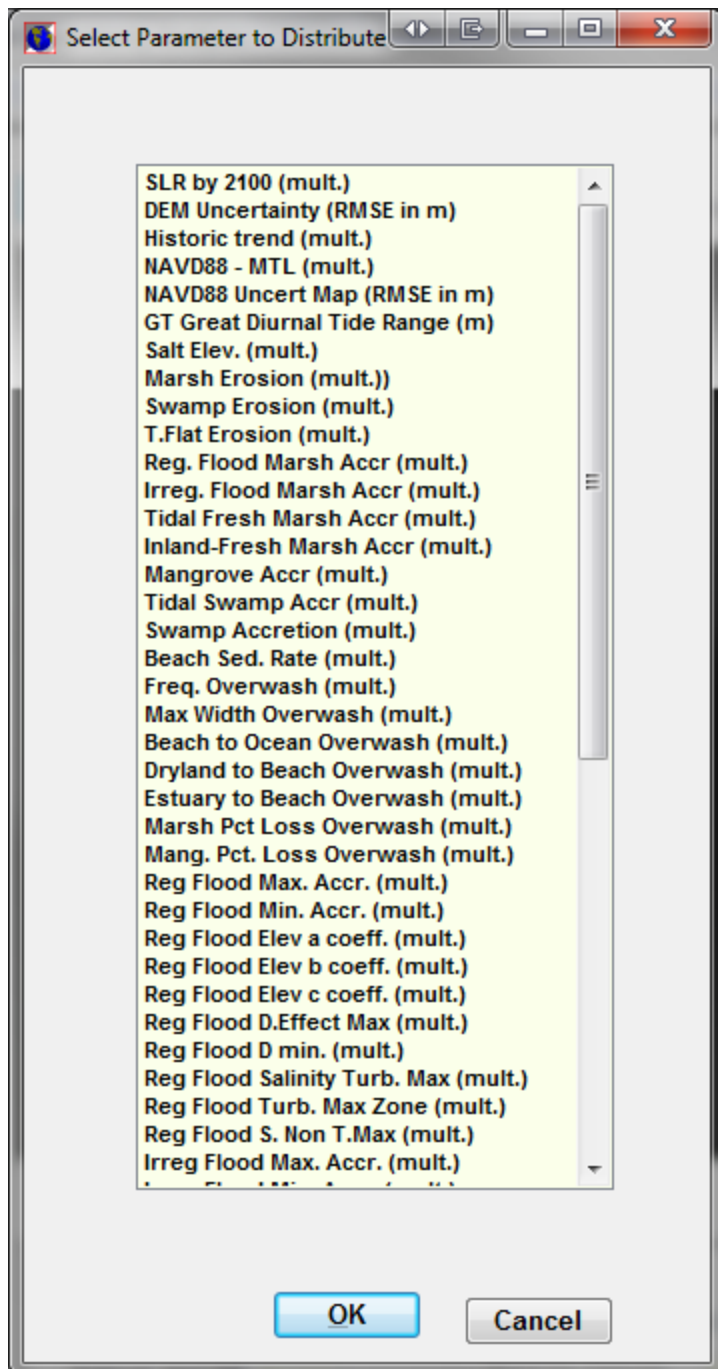 Select Parameter to Distribute
SLR by 2100 (mult.)
DEM Uncertainty (RMSE in m)
Historic trend (mult.)
NAVD88 - MTL (mult.)
NAVD88 Uncert Map (RMSE in m)
GT Great Diurnal Tide Range (m)
Salt Elev. (mult.)
Marsh Erosion (mult.))
Swamp Erosion (mult.)
T.Flat Erosion (mult.)
Reg. Flood Marsh Accr (mult.)
Irreg. Flood Marsh Accr (mult.)
Tidal Fresh Marsh Accr (mult.)
Inland-Fresh Marsh Accr (mult.)
Mangrove Accr (mult.)
Tidal Swamp Accr (mult.)
Swamp Accretion (mult.)
Beach Sed. Rate (mult.)
Freq. Overwash (mult.)
Max Width Overwash (mult.)
Beach to Ocean Overwash (mult.)
Dryland to Beach Overwash (mult.)
Estuary to Beach Overwash (mult.)
Marsh Pct Loss Overwash (mult.)
Mang. Pct. Loss Overwash (mult.)
Reg Flood Max. Accr. (mult.)
Reg Flood Min. Accr. (mult.)
Reg Flood Elev a coeff. (mult.)
Reg Flood Elev b coeff. (mult.)
Reg Flood Elev c coeff. (mult.)
Reg Flood D.Effect Max (mult.)
Reg Flood D min. (mult.)
Reg Flood Salinity Turb. Max (mult.)
Reg Flood Turb. Max Zone (mult.)
Reg Flood S. Non T.Max (mult.)
Irreg Flood Max. Accr. (mult.)
OK
Cancel